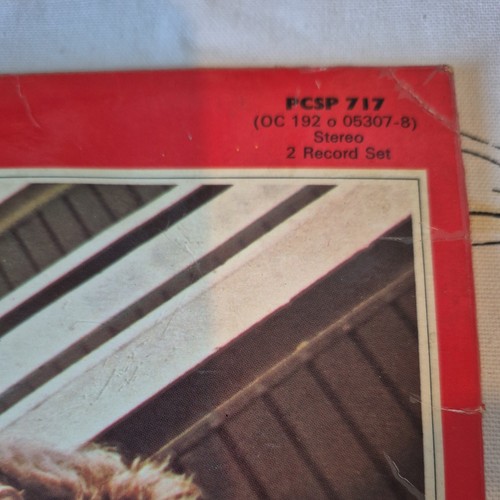 PCSP 717
(OC 192 o 05307-8)
Stereo
2 Record Set